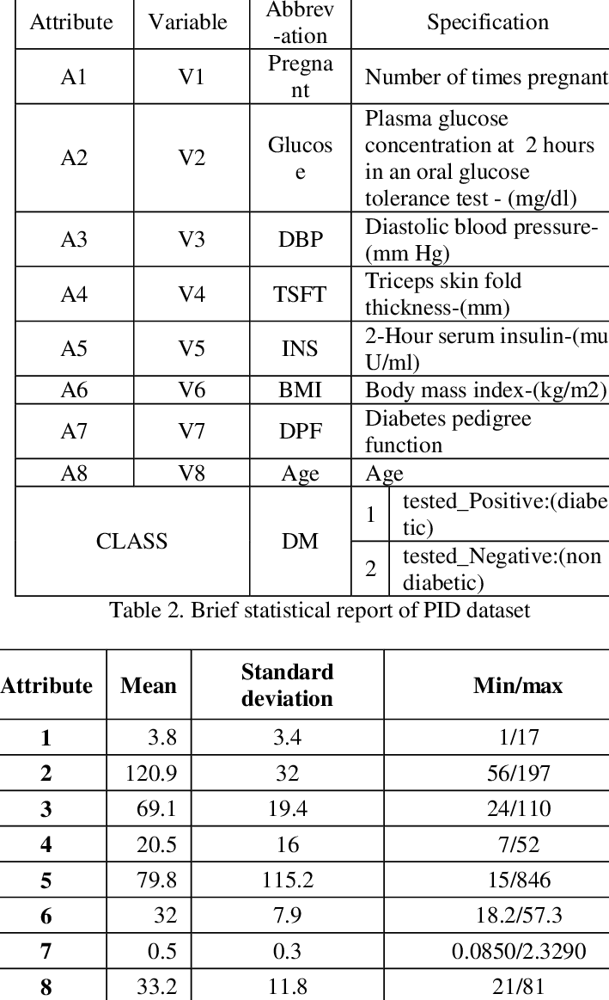 Attribute Variable Abbrev Specification
-ation
A1 V1 Pregna Number of times pregnant
nt
A2 V2 Glucos Plasma glucose
e concentration at 2 hours
in an oral glucose
tolerance test - (mg/dl)
A3 V3 DBP Diastolic blood pressure-
(mm Hg)
A4 V4 TSFT Triceps skin fold
thickness-(mm)
A5 V5 INS 2-Hour serum insulin-(mu
U/ml)
A6 V6 BMI Body mass index-(kg/m2)
A7 V7 DPF Diabetes pedigree
function
A8 V8 Age Age
CLASS DM 1 tested_Positive:(diabe
tic)
2 tested_Negative:(non
diabetic)
Table 2. Brief statistical report of PID dataset
Attribute Mean Standard Min/max
deviation
1 3.8 3.4 1/17
2 120.9 32 56/197
3 69.1 19.4 24/110
4 20.5 16 7/52
5 79.8 115.2 15/846
6 32 7.9 18.2/57.3
7 0.5 0.3 0.0850/2.3290
8 33.2 11.8 21/81